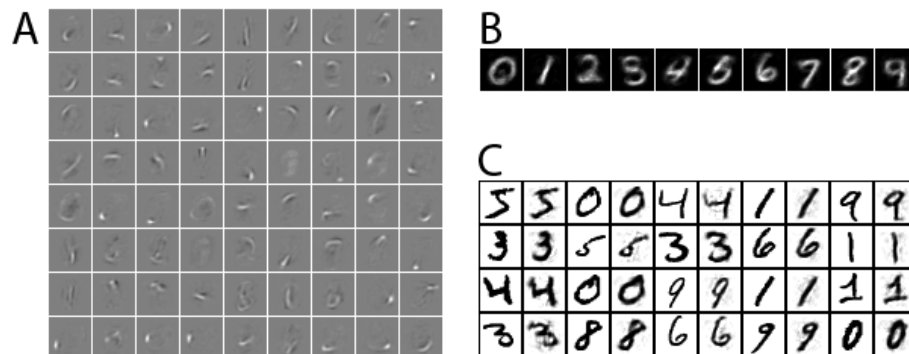 A
B
0 1 2 3 4 5 6 7 8 9
C
5 5 0 0 4 4 1 1 9 9
3 3 5 5 3 3 6 6 1 1
4 4 0 0 9 9 1 1 1 1
3 3 8 8 6 6 9 9 0 0